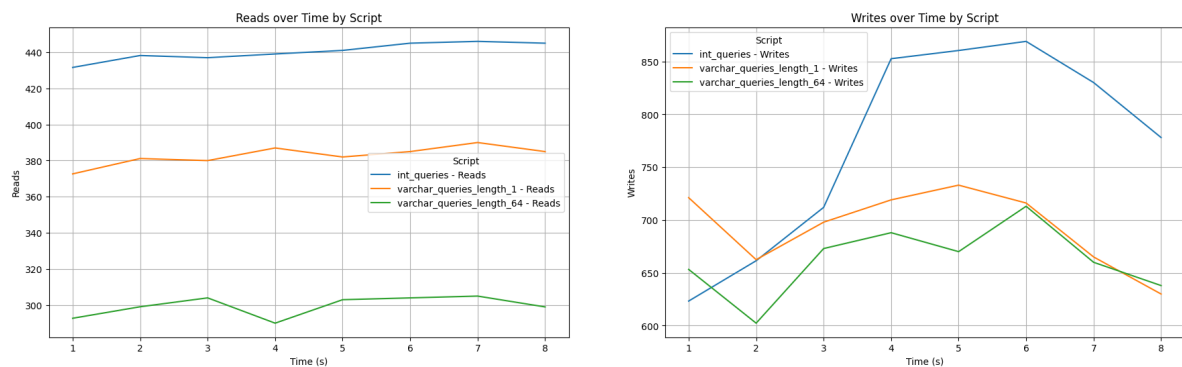 Reads over Time by Script
440
420
400
380
360
340
320
300
Reads
Script
int_queries - Reads
varchar_queries_length_1 - Reads
varchar_queries_length_64 - Reads
1 2 3 4 5 6 7 8
Time (s)
Writes over Time by Script
850
800
750
700
650
600
Writes
Script
int_queries - Writes
varchar_queries_length_1 - Writes
varchar_queries_length_64 - Writes
1 2 3 4 5 6 7 8
Time (s)